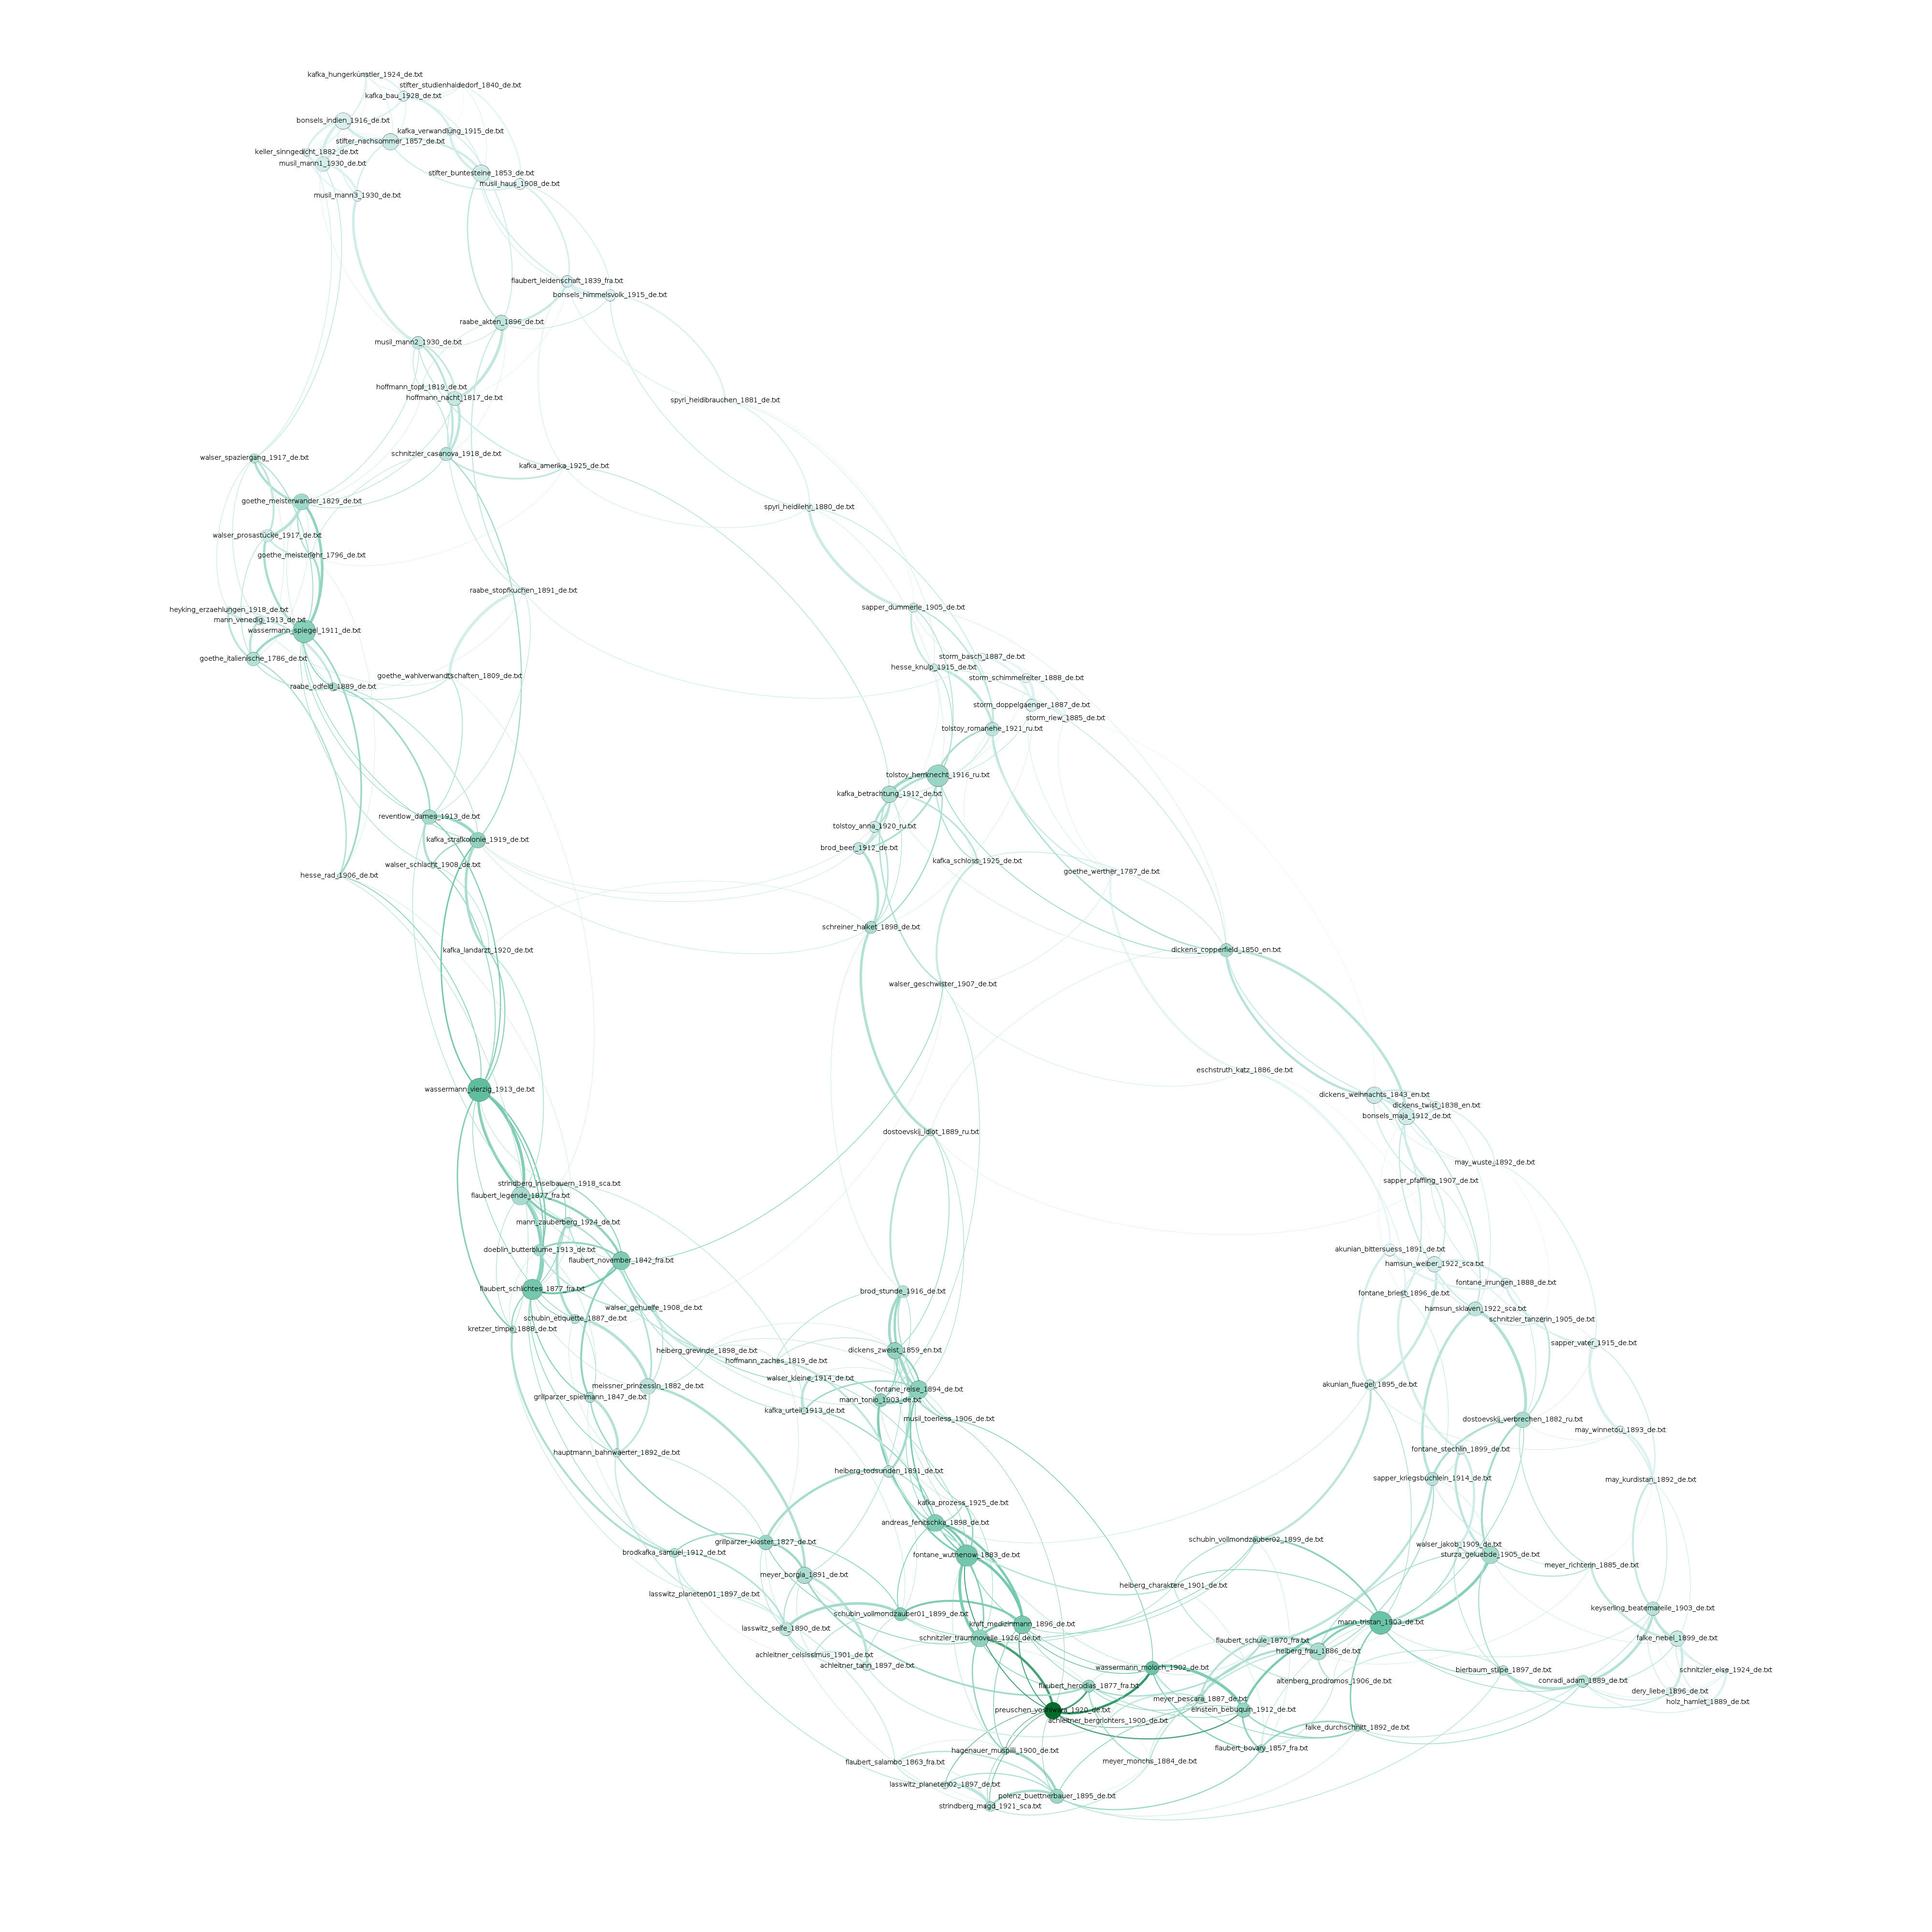 kafka_hungerkünstler_1924_de.txt
stifter_studienhaidedorf_1840_de.txt
kafka_bau_1928_de.txt
bonsels_indien_1916_de.txt
kafka_verwandlung_1915_de.txt
stifter_nachsommer_1857_de.txt
keller_sinngedicht_1882_de.txt
musil_mann1_1930_de.txt
stifter_buntesteine_1853_de.txt
musil_haus_1908_de.txt
musil_mann3_1930_de.txt
flaubert_leidenschaft_1839_fra.txt
bonsels_himmelsvolk_1915_de.txt
raabe_akten_1896_de.txt
musil_mann2_1930_de.txt
hoffmann_topf_1819_de.txt
hoffmann_nacht_1817_de.txt
spyri_heidibrauchen_1881_de.txt
schnitzler_casanova_1918_de.txt
walser_spaziergang_1917_de.txt
kafka_amerika_1925_de.txt
goethe_meisterwander_1829_de.txt
spyri_heidilehr_1880_de.txt
walser_prosastücke_1917_de.txt
goethe_meisterlehr_1796_de.txt
raabe_stopfkuchen_1891_de.txt
sapper_dummerle_1905_de.txt
heyking_erzaehlungen_1918_de.txt
mann_venedig_1913_de.txt
wassermann_spiegel_1911_de.txt
goethe_italienische_1786_de.txt
storm_basch_1887_de.txt
hesse_knulp_1915_de.txt
goethe_wahlverwandtschaften_1809_de.txt
storm_schimmelreiter_1888_de.txt
raabe_odfeld_1889_de.txt
storm_doppelgaenger_1887_de.txt
storm_riew_1885_de.txt
tolstoy_romanehe_1921_ru.txt
tolstoy_herrknecht_1916_ru.txt
kafka_betrachtung_1912_de.txt
reventlow_dames_1913_de.txt
tolstoy_anna_1920_ru.txt
kafka_strafkolonie_1919_de.txt
brod_beer_1912_de.txt
walser_schlacht_1908_de.txt
kafka_schloss_1925_de.txt
hesse_rad_1906_de.txt
goethe_werther_1787_de.txt
schreiner_halket_1898_de.txt
kafka_landarzt_1920_de.txt
dickens_copperfield_1850_en.txt
walser_geschwister_1907_de.txt
eschstruth_katz_1886_de.txt
wassermann_vierzig_1913_de.txt
dickens_weihnachts_1843_en.txt
dickens_twist_1838_en.txt
bonsels_maja_1912_de.txt
dostoevskij_idiot_1889_ru.txt
may_wuste_1892_de.txt
sapper_pfaffling_1907_de.txt
strindberg_inselbauern_1918_sca.txt
flaubert_legende_1877_fra.txt
mann_zauberberg_1924_de.txt
doeblin_butterblume_1913_de.txt
akunian_bittersuess_1891_de.txt
flaubert_november_1842_fra.txt
hamsun_weiber_1922_sca.txt
fontane_irrungen_1888_de.txt
flaubert_schlichtes_1877_fra.txt
brod_stunde_1916_de.txt
fontane_briest_1896_de.txt
walser_gehuelfe_1908_de.txt
hamsun_sklaven_1922_sca.txt
schubin_etiquette_1887_de.txt
schnitzler_tanzerin_1905_de.txt
kretzer_timpe_1888_de.txt
sapper_vater_1915_de.txt
heiberg_grevinde_1898_de.txt
dickens_zweist_1859_en.txt
hoffmann_zaches_1819_de.txt
walser_kleine_1914_de.txt
akunian_fluegel_1895_de.txt
meissner_prinzessin_1882_de.txt
fontane_reise_1894_de.txt
grillparzer_spielmann_1847_de.txt
mann_tonio_1903_de.txt
kafka_urteil_1913_de.txt
musil_toerless_1906_de.txt
dostoevskij_verbrechen_1882_ru.txt
may_winnetou_1893_de.txt
hauptmann_bahnwaerter_1892_de.txt
fontane_stechlin_1899_de.txt
heiberg_todsunden_1891_de.txt
sapper_kriegsbüchlein_1914_de.txt
may_kurdistan_1892_de.txt
kafka_prozess_1925_de.txt
andreas_fenitschka_1898_de.txt
grillparzer_kloster_1827_de.txt
schubin_vollmondzauber02_1899_de.txt
walser_jakob_1909_de.txt
brodkafka_samuel_1912_de.txt
fontane_wuthenow_1883_de.txt
sturza_geluebde_1905_de.txt
meyer_richterin_1885_de.txt
meyer_borgia_1891_de.txt
heiberg_charaktere_1901_de.txt
lasswitz_planeten01_1897_de.txt
keyserling_beatemareile_1903_de.txt
schubin_vollmondzauber01_1899_de.txt
kraft_medizinmann_1896_de.txt
mann_tristan_1903_de.txt
lasswitz_seife_1890_de.txt
schnitzler_traumnovelle_1926_de.txt
flaubert_schule_1870_fra.txt
falke_nebel_1899_de.txt
heiberg_frau_1886_de.txt
achleitner_celsissimus_1901_de.txt
achleitner_tann_1897_de.txt
wassermann_moloch_1902_de.txt
bierbaum_stilpe_1897_de.txt
schnitzler_else_1924_de.txt
altenberg_prodromos_1906_de.txt
conradi_adam_1889_de.txt
flaubert_herodias_1877_fra.txt
dery_liebe_1896_de.txt
meyer_pescara_1887_de.txt
holz_hamlet_1889_de.txt
preuschen_yoshiwara_1920_de.txt
einstein_bebuquin_1912_de.txt
achleitner_bergrichters_1900_de.txt
falke_durchschnitt_1892_de.txt
hagenauer_muspilli_1900_de.txt
flaubert_bovary_1857_fra.txt
flaubert_salambo_1863_fra.txt
meyer_monchs_1884_de.txt
lasswitz_planeten02_1897_de.txt
polenz_buettnerbauer_1895_de.txt
strindberg_magd_1921_sca.txt